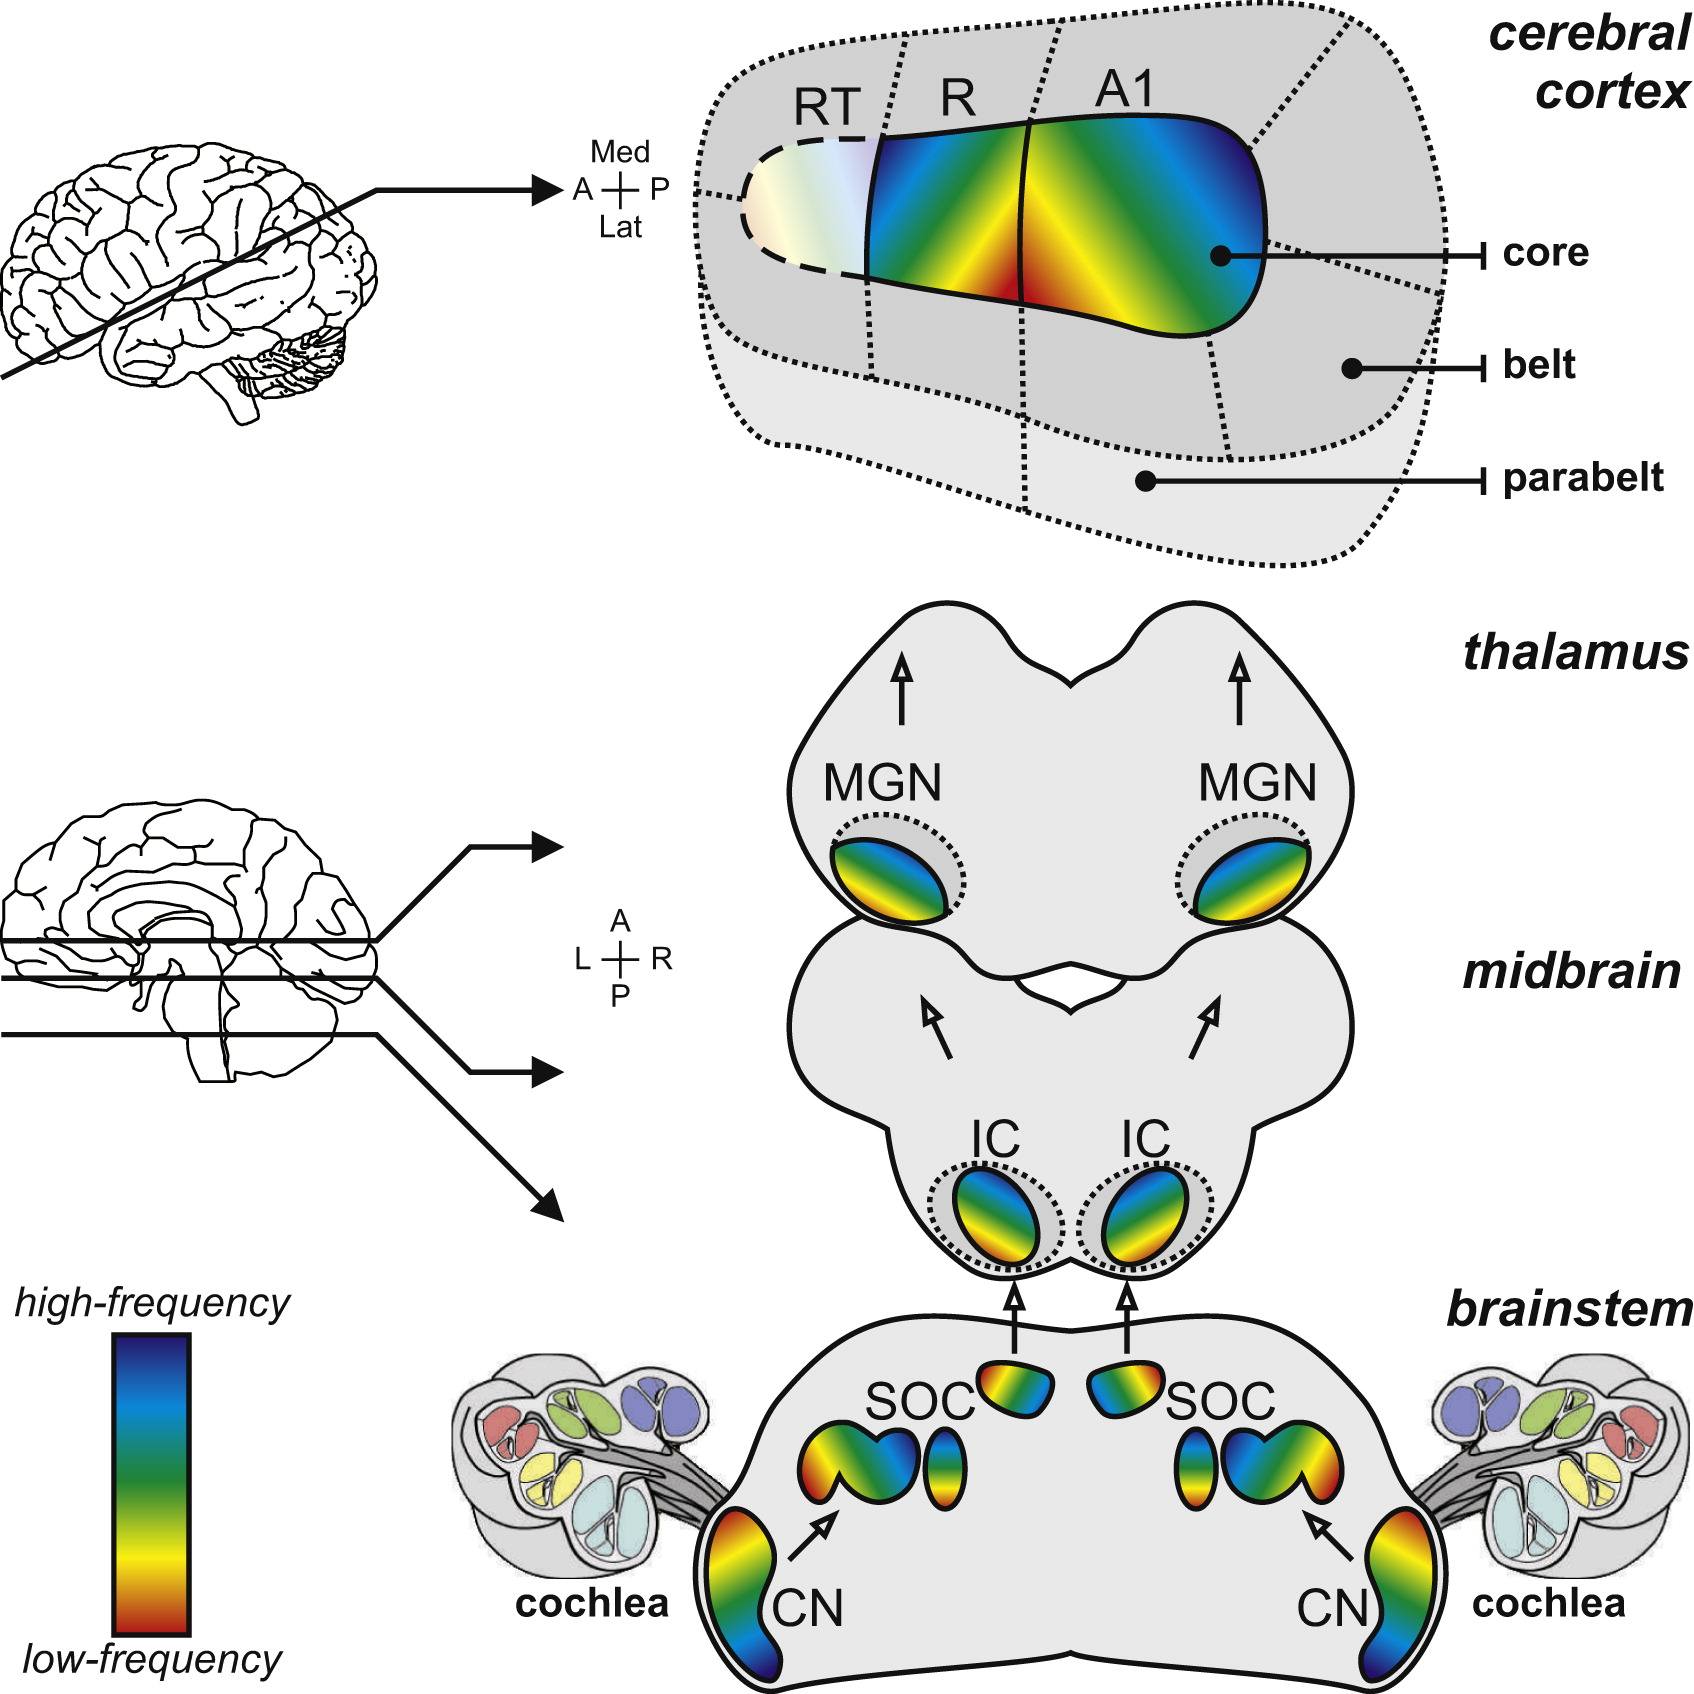 cerebral
cortex
RT R A1
Med
A P
Lat
core
belt
parabelt
thalamus
MGN MGN
midbrain
A
L R
P
IC IC
high-frequency
brainstem
SOC SOC
cochlea CN CN cochlea
low-frequency